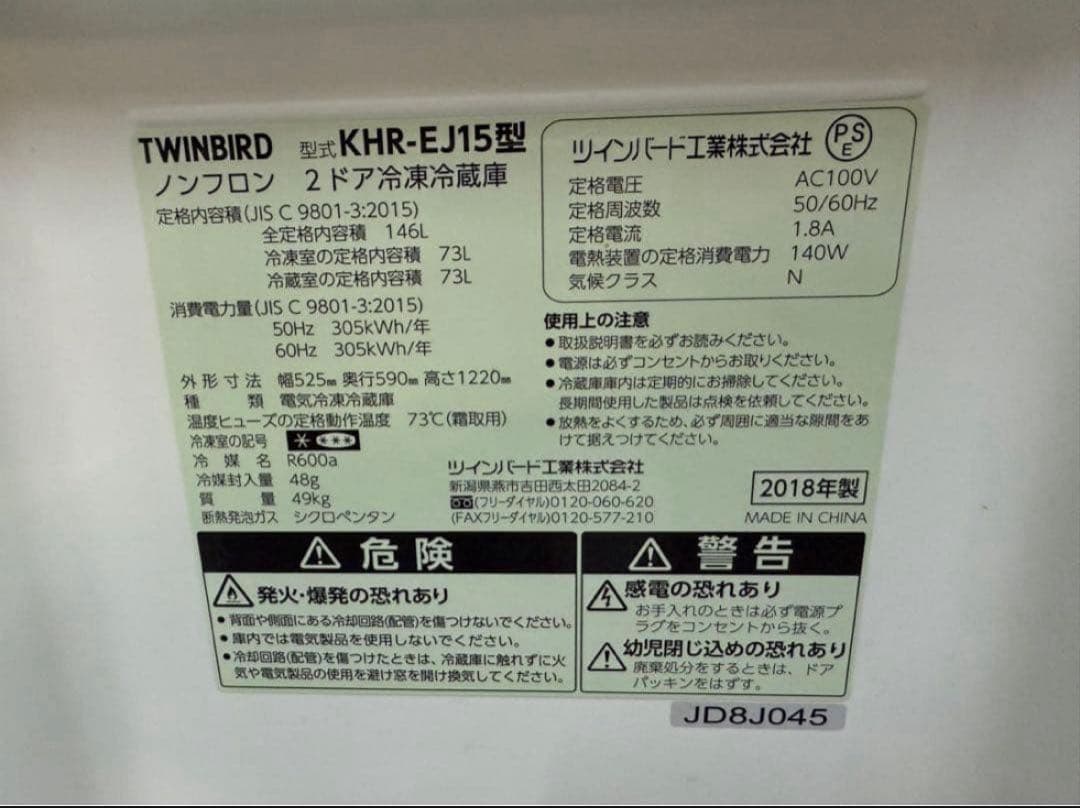 TWINBIRD 型式 KHR-EJ15型
ノンフロン 2ドア冷凍冷蔵庫
定格内容積(JIS C 9801-3:2015)
全定格内容積 146L
冷凍室の定格内容積 73L
冷蔵室の定格内容積 73L
消費電力量(JIS C 9801-3:2015)
50Hz 305kWh/年
60Hz 305kWh/年
外形寸法 幅525mm 奥行590mm 高さ1220mm
種類 電気冷凍冷蔵庫
温度ヒューズの定格動作温度 73℃(霜取用)
冷凍室の記号
冷媒名 R600a
冷媒封入量 48g
質量 49kg
断熱発泡ガス シクロペンタン
ツインバード工業株式会社
PSE
定格電圧 AC100V
定格周波数 50/60Hz
定格電流 1.8A
電熱装置の定格消費電力 140W
気候クラス N
使用上の注意
●取扱説明書を必ずお読みください。
●電源は必ずコンセントからお取りください。
●冷蔵庫庫内は定期的にお掃除してください。
長期間使用した製品は点検を依頼してください。
●放熱をよくするため、必ず周囲に適当な隙間をあ
けて据えつけてください。
ツインバード工業株式会社
新潟県燕市吉田西太田2084-2
(フリーダイヤル)0120-060-620
(FAXフリーダイヤル)0120-577-210
2018年製
MADE IN CHINA
危険
発火・爆発の恐れあり
●背面や側面にある冷却回路(配管)を傷つけないでください。
●庫内では電気製品を使用しないでください。
●冷却回路(配管)を傷つけたときは、冷蔵庫に触れずに火
気や電気製品の使用を避け窓を開け換気してください。
警告
感電の恐れあり
お手入れのときは必ず電源プ
ラグをコンセントから抜く。
幼児閉じ込めの恐れあり
廃棄処分をするときは、ドア
パッキンをはずす。
JD8J045